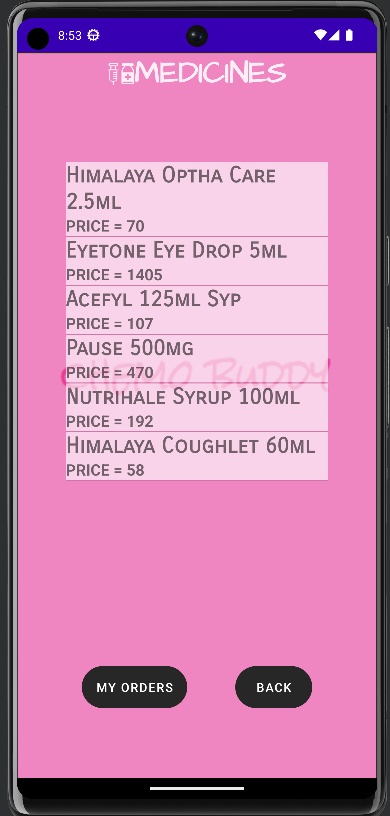 8:53
MEDICINES
Himalaya Optha Care
2.5ml
PRICE = 70
Eyetone Eye Drop 5ml
PRICE = 1405
Acefyl 125ml Syp
PRICE = 107
Pause 500mg
PRICE = 470
CHEMO BUDDY
Nutrihale Syrup 100ml
PRICE = 192
Himalaya Coughlet 60ml
PRICE = 58
MY ORDERS
BACK